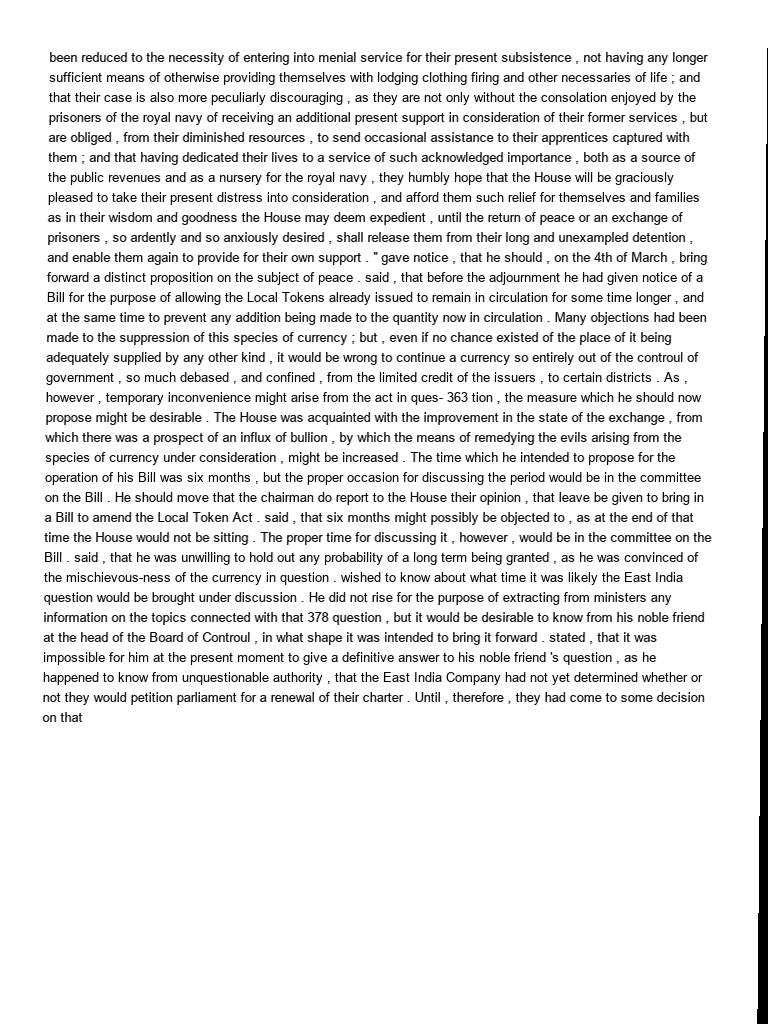 been reduced to the necessity of entering into menial service for their present subsistence , not having any longer
sufficient means of otherwise providing themselves with lodging clothing firing and other necessaries of life ; and
that their case is also more peculiarly discouraging , as they are not only without the consolation enjoyed by the
prisoners of the royal navy of receiving an additional present support in consideration of their former services , but
are obliged , from their diminished resources , to send occasional assistance to their apprentices captured with
them ; and that having dedicated their lives to a service of such acknowledged importance , both as a source of
the public revenues and as a nursery for the royal navy , they humbly hope that the House will be graciously
pleased to take their present distress into consideration , and afford them such relief for themselves and families
as in their wisdom and goodness the House may deem expedient , until the return of peace or an exchange of
prisoners , so ardently and so anxiously desired , shall release them from their long and unexampled detention ,
and enable them again to provide for their own support . " gave notice , that he should , on the 4th of March , bring
forward a distinct proposition on the subject of peace . said , that before the adjournment he had given notice of a
Bill for the purpose of allowing the Local Tokens already issued to remain in circulation for some time longer , and
at the same time to prevent any addition being made to the quantity now in circulation . Many objections had been
made to the suppression of this species of currency ; but , even if no chance existed of the place of it being
adequately supplied by any other kind , it would be wrong to continue a currency so entirely out of the controul of
government , so much debased , and confined , from the limited credit of the issuers , to certain districts . As ,
however , temporary inconvenience might arise from the act in ques- 363 tion , the measure which he should now
propose might be desirable . The House was acquainted with the improvement in the state of the exchange , from
which there was a prospect of an influx of bullion , by which the means of remedying the evils arising from the
species of currency under consideration , might be increased . The time which he intended to propose for the
operation of his Bill was six months , but the proper occasion for discussing the period would be in the committee
on the Bill . He should move that the chairman do report to the House their opinion , that leave be given to bring in
a Bill to amend the Local Token Act . said , that six months might possibly be objected to , as at the end of that
time the House would not be sitting . The proper time for discussing it , however , would be in the committee on the
Bill . said , that he was unwilling to hold out any probability of a long term being granted , as he was convinced of
the mischievous-ness of the currency in question . wished to know about what time it was likely the East India
question would be brought under discussion . He did not rise for the purpose of extracting from ministers any
information on the topics connected with that 378 question , but it would be desirable to know from his noble friend
at the head of the Board of Controul , in what shape it was intended to bring it forward . stated , that it was
impossible for him at the present moment to give a definitive answer to his noble friend 's question , as he
happened to know from unquestionable authority , that the East India Company had not yet determined whether or
not they would petition parliament for a renewal of their charter . Until , therefore , they had come to some decision
on that